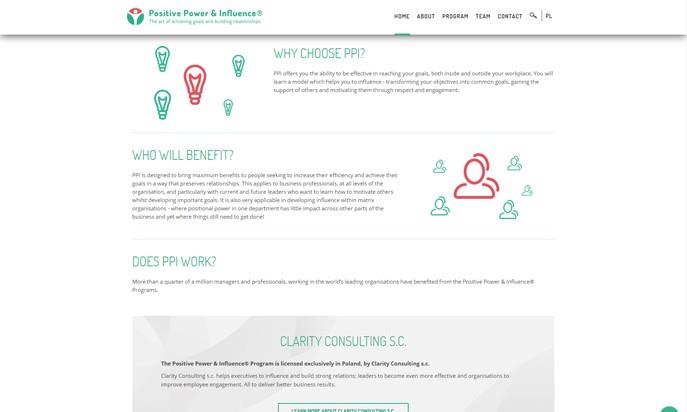 Positive Power & Influence®
The art of achieving goals and building relationships
HOME ABOUT PROGRAM TEAM CONTACT PL
WHY CHOOSE PPI?
PPI offers you the ability to be effective in reaching your goals, both inside and outside your workplace. You will
learn a model which helps you to influence - transforming your objectives into common goals, gaining the
support of others and motivating them through respect and engagement.
WHO WILL BENEFIT?
PPI is designed to bring maximum benefits to people seeking to increase their efficiency and achieve their
goals in a way that preserves relationships. This applies to business professionals, at all levels of the
organisation, and particularly with current and future leaders who want to learn how to motivate others
whilst developing important goals. It is also very applicable in developing influence within matrix
organisations - where positional power in one department has little impact across other parts of the
business and yet where things still need to get done!
DOES PPI WORK?
More than a quarter of a million managers and professionals, working in the world's leading organisations have benefited from the Positive Power & Influence®
Programs.
CLARITY CONSULTING S.C.
The Positive Power & Influence® Program is licensed exclusively in Poland, by Clarity Consulting s.c.
Clarity Consulting s.c. helps executives to influence and build strong relations; leaders to become even more effective and organisations to
improve employee engagement. All to deliver better business results.
LEARN MORE ABOUT CLARITY CONSULTING S.C.